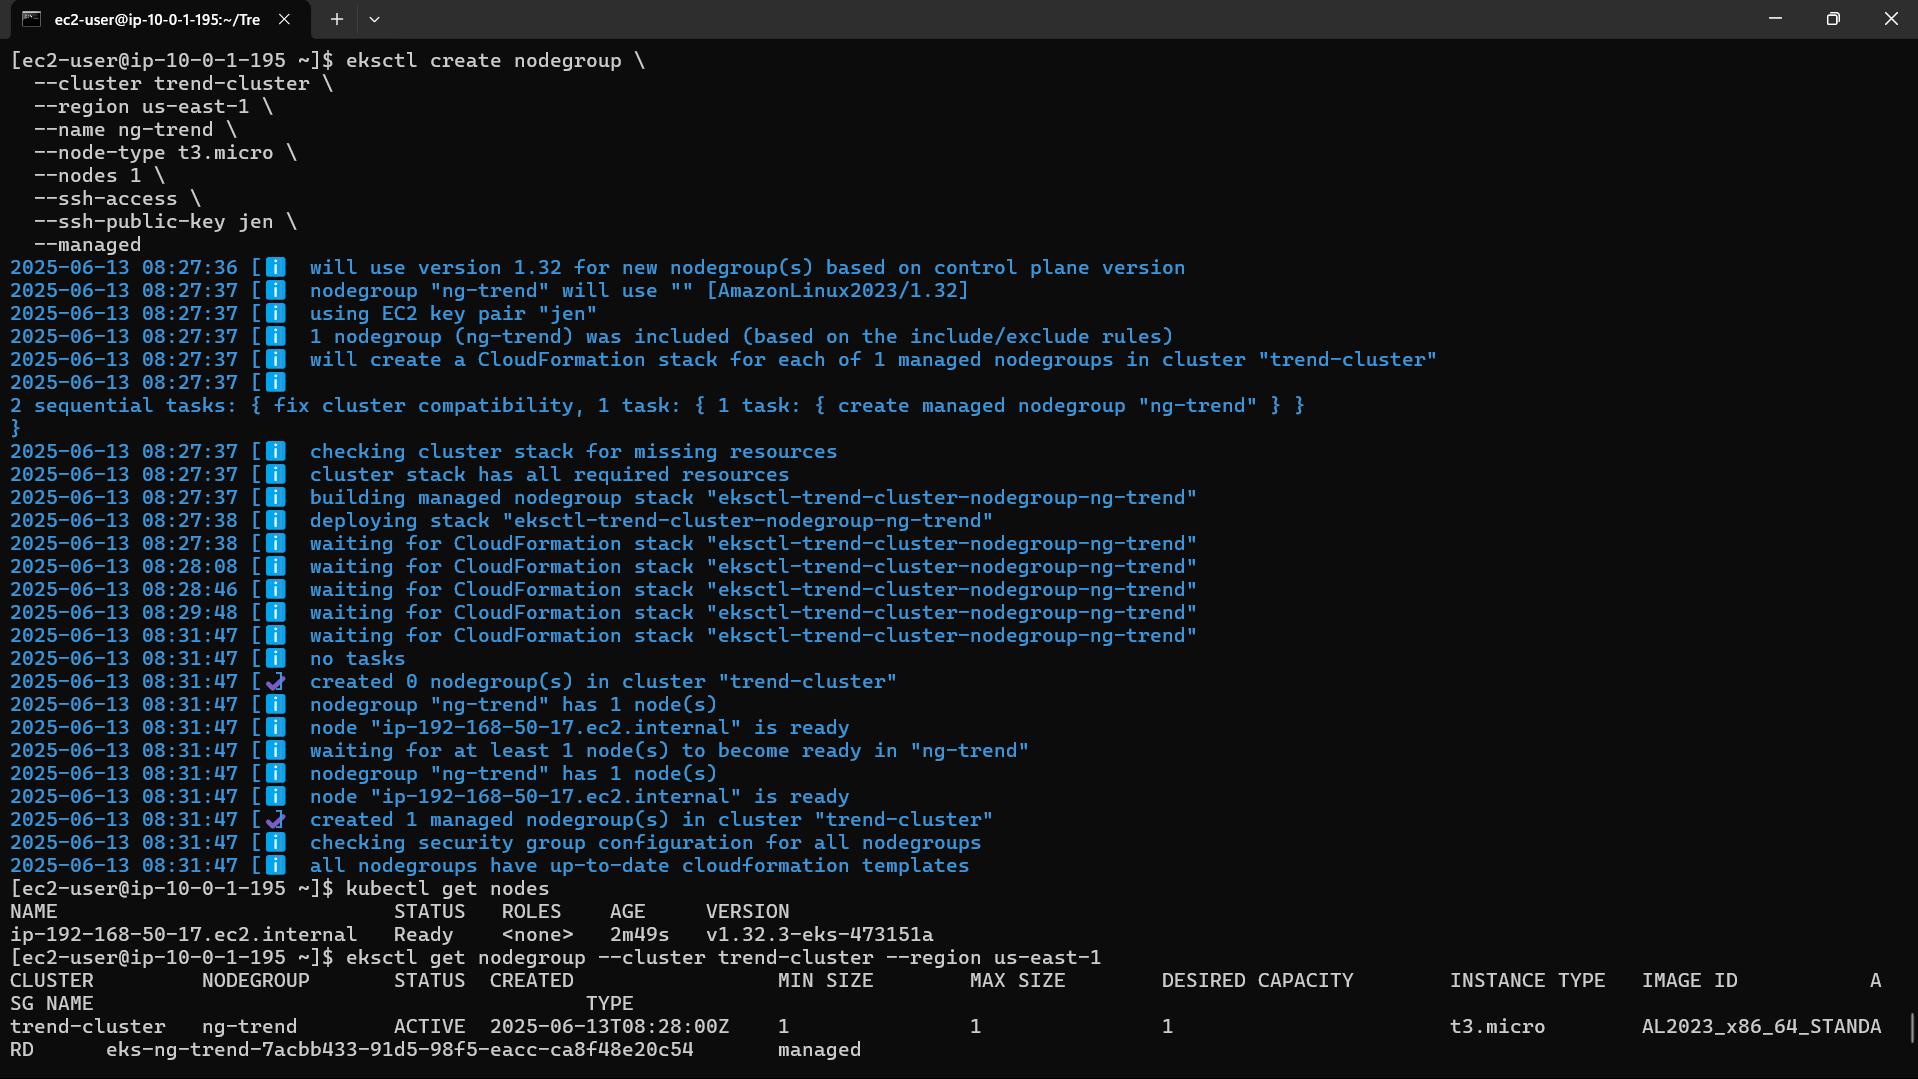 ec2-user@ip-10-0-1-195:~/Tre
[ec2-user@ip-10-0-1-195 ~]$ eksctl create nodegroup \
  --cluster trend-cluster \
  --region us-east-1 \
  --name ng-trend \
  --node-type t3.micro \
  --nodes 1 \
  --ssh-access \
  --ssh-public-key jen \
  --managed
2025-06-13 08:27:36 [ℹ]  will use version 1.32 for new nodegroup(s) based on control plane version
2025-06-13 08:27:37 [ℹ]  nodegroup "ng-trend" will use "" [AmazonLinux2023/1.32]
2025-06-13 08:27:37 [ℹ]  using EC2 key pair "jen"
2025-06-13 08:27:37 [ℹ]  1 nodegroup (ng-trend) was included (based on the include/exclude rules)
2025-06-13 08:27:37 [ℹ]  will create a CloudFormation stack for each of 1 managed nodegroups in cluster "trend-cluster"
2025-06-13 08:27:37 [ℹ]
2 sequential tasks: { fix cluster compatibility, 1 task: { 1 task: { create managed nodegroup "ng-trend" } }
}
2025-06-13 08:27:37 [ℹ]  checking cluster stack for missing resources
2025-06-13 08:27:37 [ℹ]  cluster stack has all required resources
2025-06-13 08:27:37 [ℹ]  building managed nodegroup stack "eksctl-trend-cluster-nodegroup-ng-trend"
2025-06-13 08:27:38 [ℹ]  deploying stack "eksctl-trend-cluster-nodegroup-ng-trend"
2025-06-13 08:27:38 [ℹ]  waiting for CloudFormation stack "eksctl-trend-cluster-nodegroup-ng-trend"
2025-06-13 08:28:08 [ℹ]  waiting for CloudFormation stack "eksctl-trend-cluster-nodegroup-ng-trend"
2025-06-13 08:28:46 [ℹ]  waiting for CloudFormation stack "eksctl-trend-cluster-nodegroup-ng-trend"
2025-06-13 08:29:48 [ℹ]  waiting for CloudFormation stack "eksctl-trend-cluster-nodegroup-ng-trend"
2025-06-13 08:31:47 [ℹ]  waiting for CloudFormation stack "eksctl-trend-cluster-nodegroup-ng-trend"
2025-06-13 08:31:47 [ℹ]  no tasks
2025-06-13 08:31:47 [✔]  created 0 nodegroup(s) in cluster "trend-cluster"
2025-06-13 08:31:47 [ℹ]  nodegroup "ng-trend" has 1 node(s)
2025-06-13 08:31:47 [ℹ]  node "ip-192-168-50-17.ec2.internal" is ready
2025-06-13 08:31:47 [ℹ]  waiting for at least 1 node(s) to become ready in "ng-trend"
2025-06-13 08:31:47 [ℹ]  nodegroup "ng-trend" has 1 node(s)
2025-06-13 08:31:47 [ℹ]  node "ip-192-168-50-17.ec2.internal" is ready
2025-06-13 08:31:47 [✔]  created 1 managed nodegroup(s) in cluster "trend-cluster"
2025-06-13 08:31:47 [ℹ]  checking security group configuration for all nodegroups
2025-06-13 08:31:47 [ℹ]  all nodegroups have up-to-date cloudformation templates
[ec2-user@ip-10-0-1-195 ~]$ kubectl get nodes
NAME                            STATUS   ROLES    AGE     VERSION
ip-192-168-50-17.ec2.internal   Ready    <none>   2m49s   v1.32.3-eks-473151a
[ec2-user@ip-10-0-1-195 ~]$ eksctl get nodegroup --cluster trend-cluster --region us-east-1
CLUSTER         NODEGROUP       STATUS  CREATED                 MIN SIZE        MAX SIZE        DESIRED CAPACITY        INSTANCE TYPE   IMAGE ID           A
SG NAME                                         TYPE
trend-cluster   ng-trend        ACTIVE  2025-06-13T08:28:00Z    1               1               1                       t3.micro        AL2023_x86_64_STANDA
RD      eks-ng-trend-7acbb433-91d5-98f5-eacc-ca8f48e20c54       managed